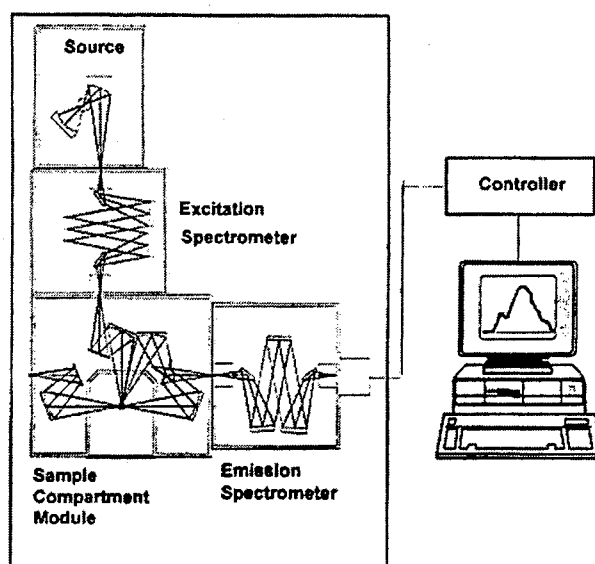 Source
Excitation
Spectrometer
Controller
Sample
Compartment
Module
Emission
Spectrometer